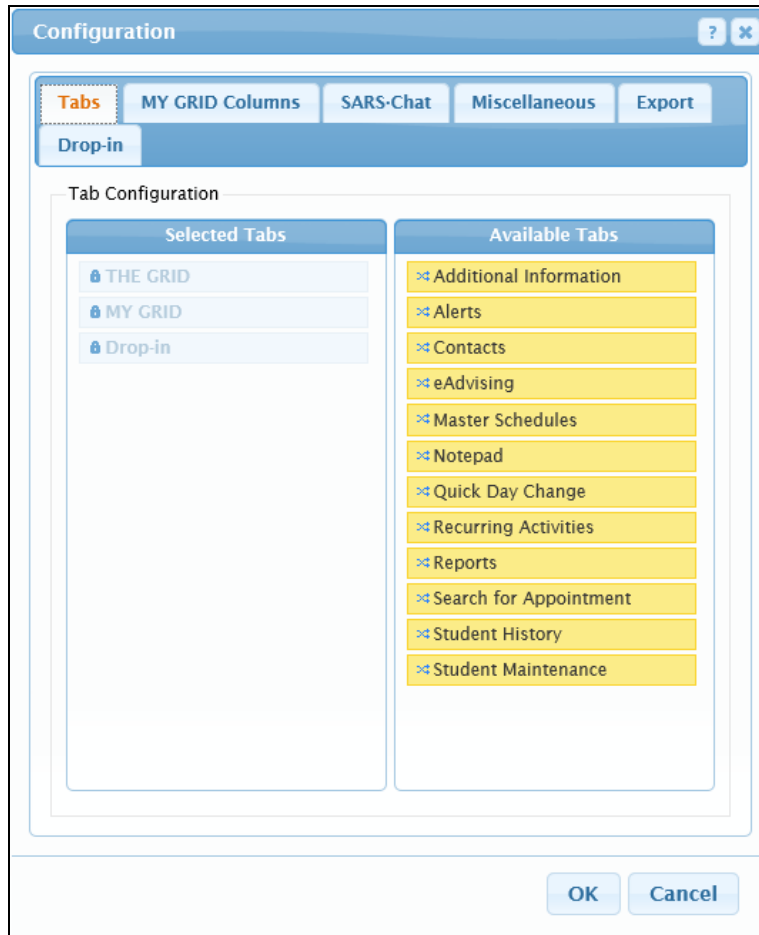 Configuration
?
Tabs MY GRID Columns SARS·Chat Miscellaneous Export
Drop-in
Tab Configuration
Selected Tabs
THE GRID
MY GRID
Drop-in
Available Tabs
Additional Information
Alerts
Contacts
eAdvising
Master Schedules
Notepad
Quick Day Change
Recurring Activities
Reports
Search for Appointment
Student History
Student Maintenance
OK Cancel